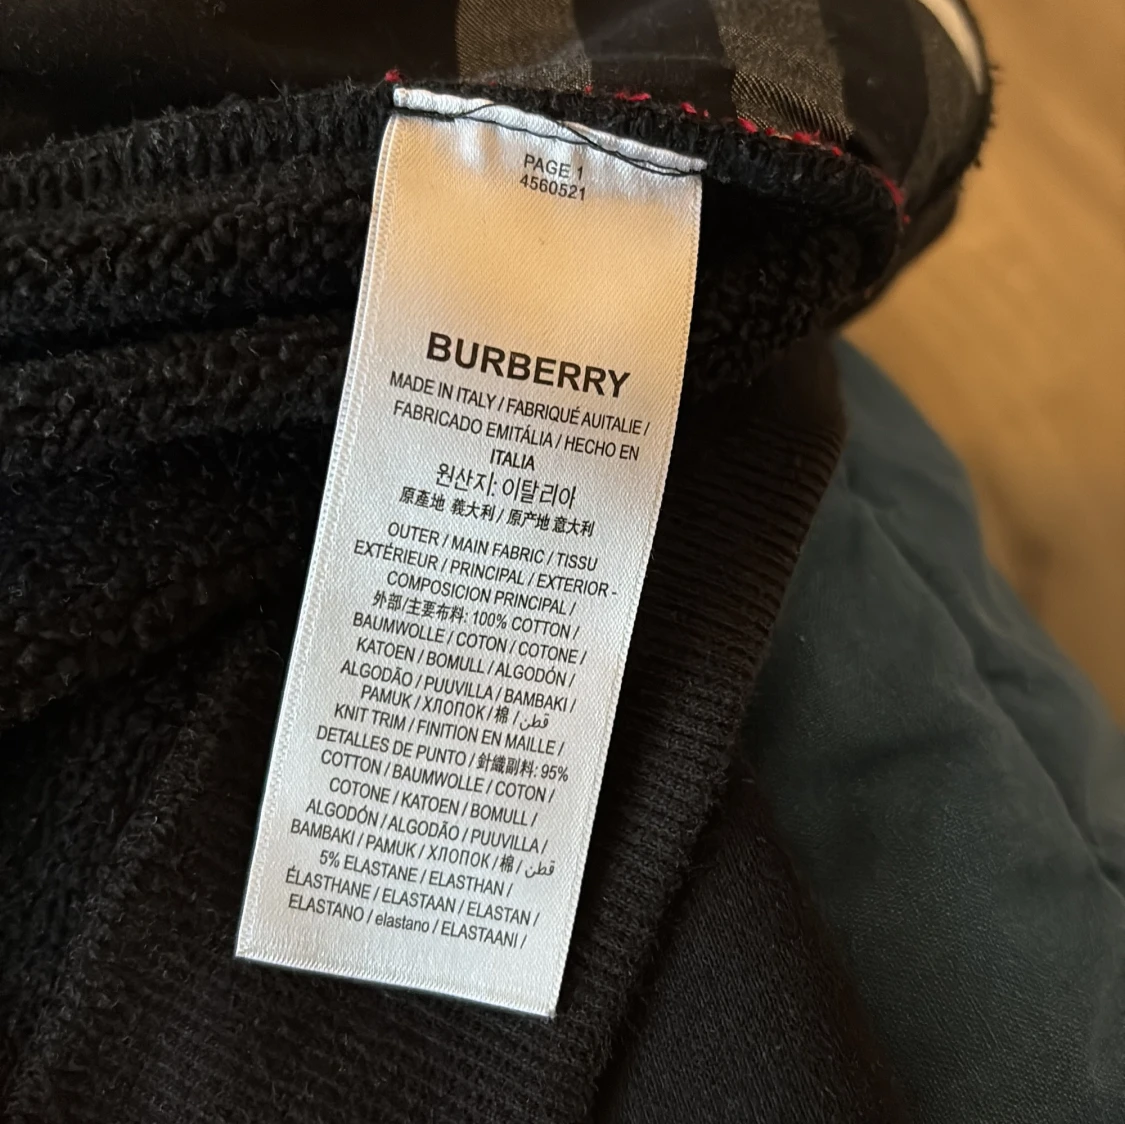 PAGE 1
4560521
BURBERRY
MADE IN ITALY / FABRIQUÉ AUITALIE /
FABRICADO EMITÁLIA / HECHO EN
ITALIA
원산지: 이탈리아
原產地 義大利 / 原产地 意大利
OUTER / MAIN FABRIC / TISSU
EXTÉRIEUR / PRINCIPAL / EXTERIOR -
COMPOSICION PRINCIPAL /
外部/主要布料: 100% COTTON /
BAUMWOLLE / COTON / COTONE /
KATOEN / BOMULL / ALGODÓN /
ALGODÃO / PUUVILLA / BAMBAKI /
PAMUK / ХЛОПОК / 棉 / قطن /
KNIT TRIM / FINITION EN MAILLE /
DETALLES DE PUNTO / 針織副料: 95%
COTTON / BAUMWOLLE / COTON /
COTONE / KATOEN / BOMULL /
ALGODÓN / ALGODÃO / PUUVILLA /
BAMBAKI / PAMUK / ХЛОПОК / 棉 / قطن /
5% ELASTANE / ELASTHAN /
ÉLASTHANE / ELASTAAN / ELASTAN /
ELASTANO / elastano / ELASTAANI /